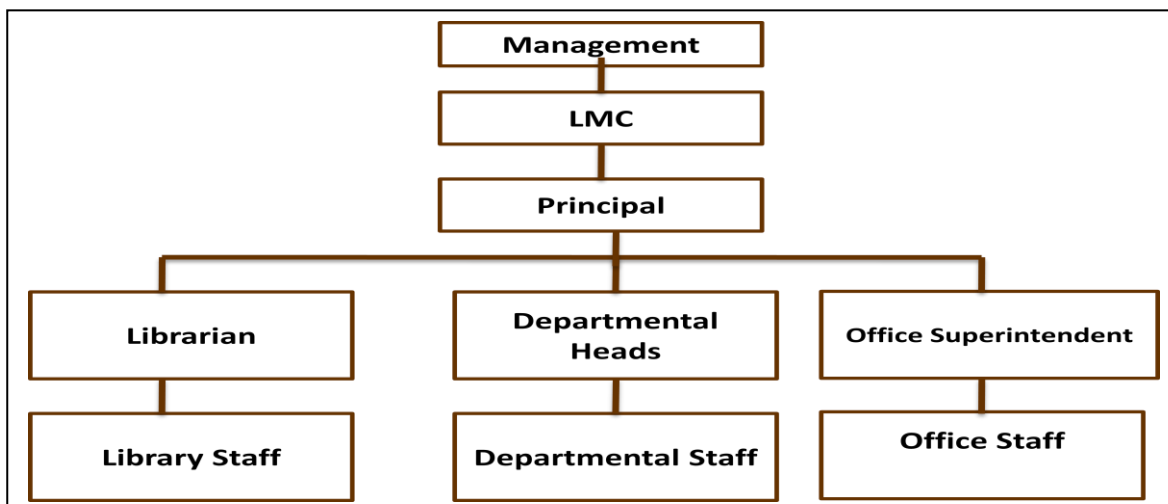 Management
LMC
Principal
Librarian
Departmental
Heads
Office Superintendent
Library Staff
Departmental Staff
Office Staff